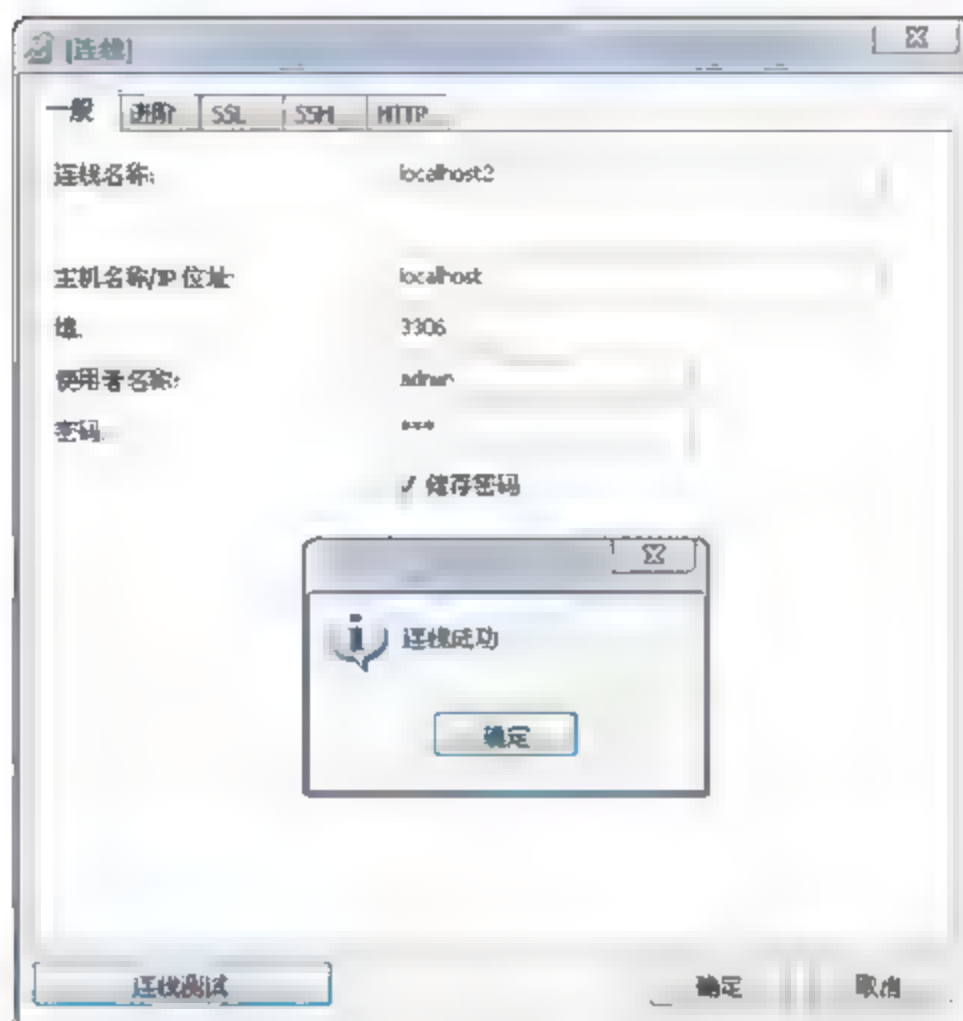 [连线]
一般 进阶 SSL SSH HTTP
连线名称: localhost2
主机名称/IP 位址: localhost
3306
使用者名称: admin
密码: ***
✓ 储存密码
连线成功
确定
连线测试 确定 取消